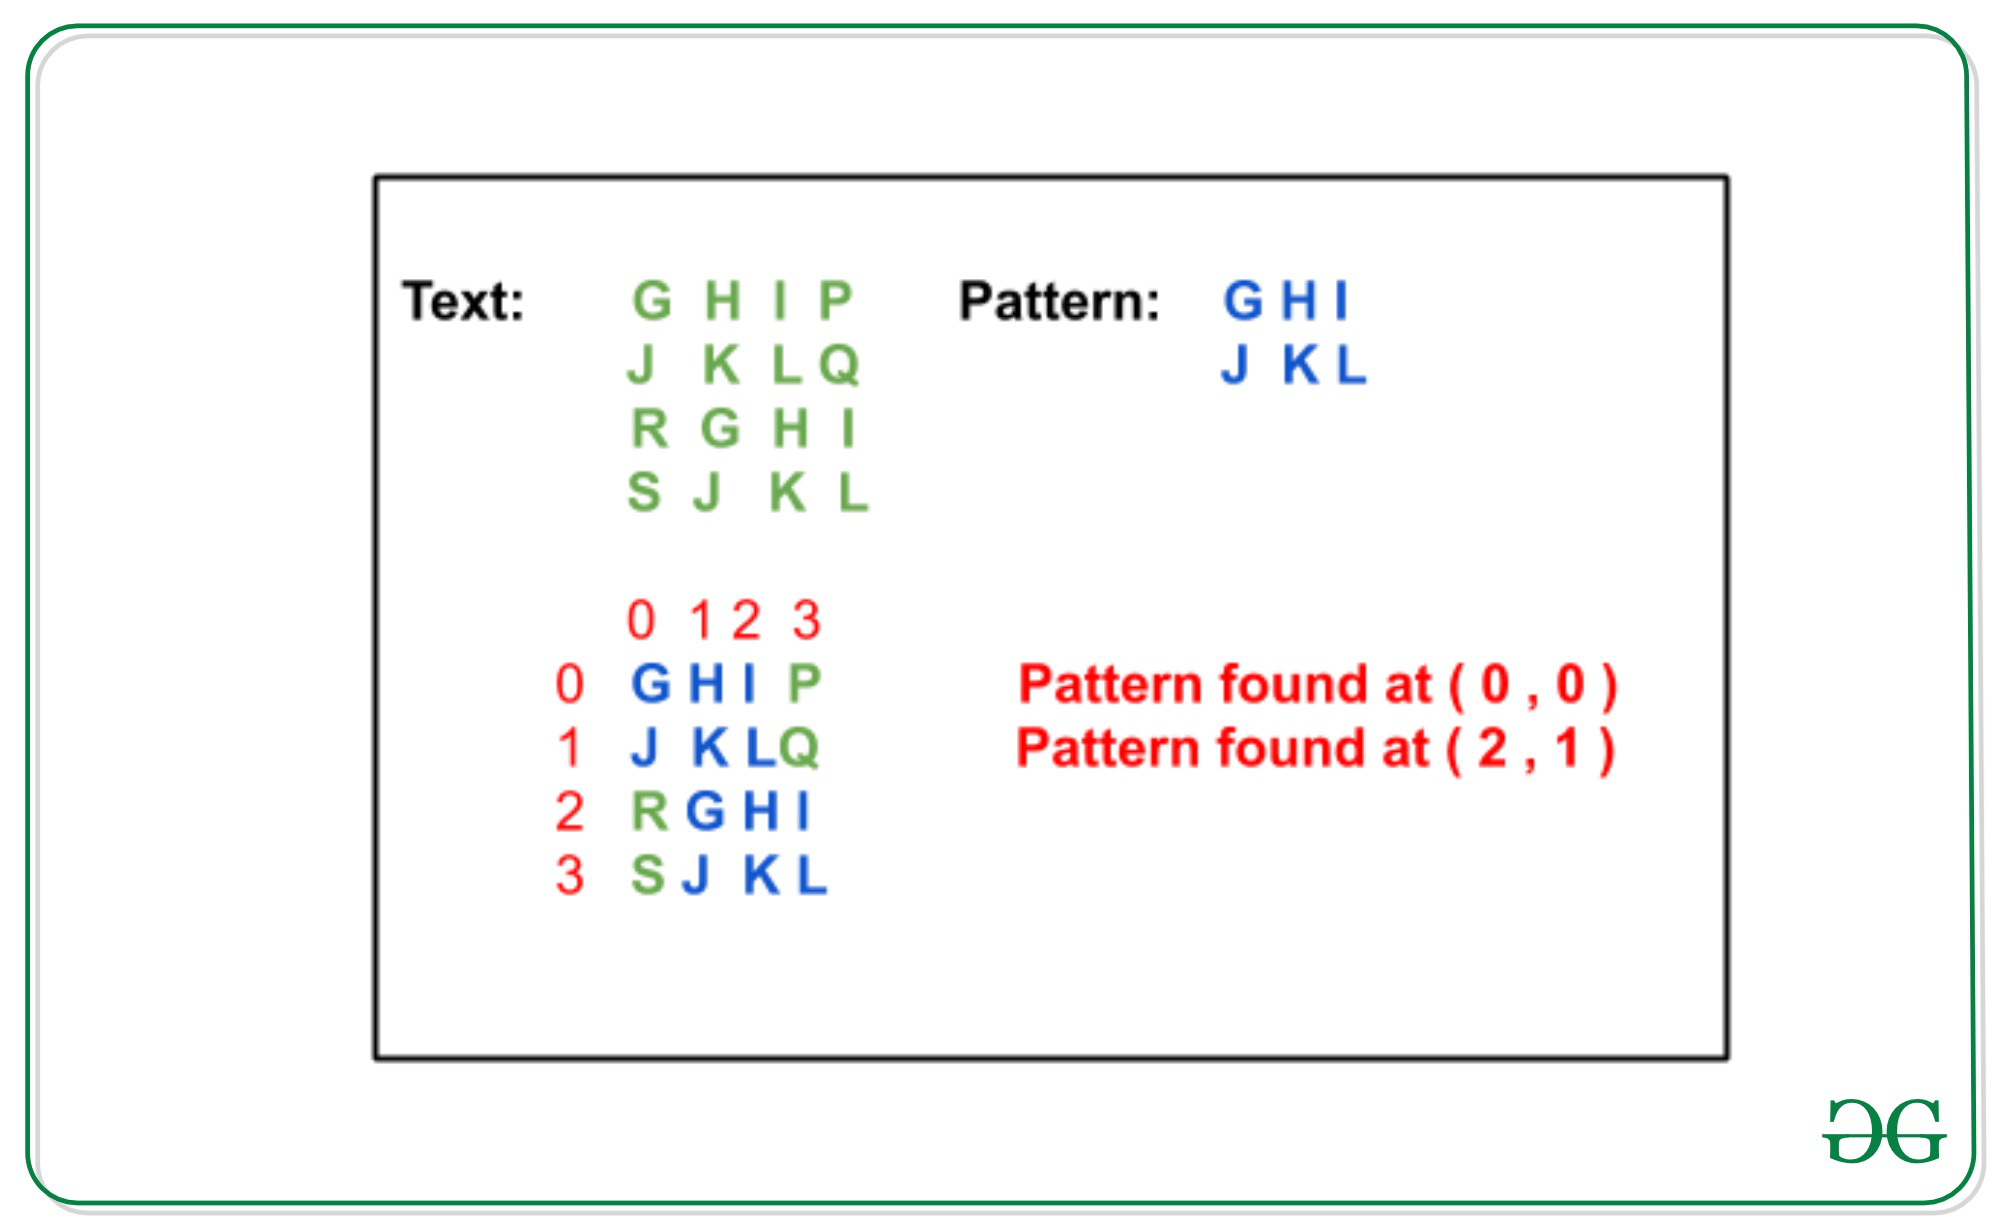 Text: G H I P Pattern: G H I
J K L Q J K L
R G H I
S J K L
0 1 2 3
0 G H I P Pattern found at ( 0 , 0 )
1 J K L Q Pattern found at ( 2 , 1 )
2 R G H I
3 S J K L